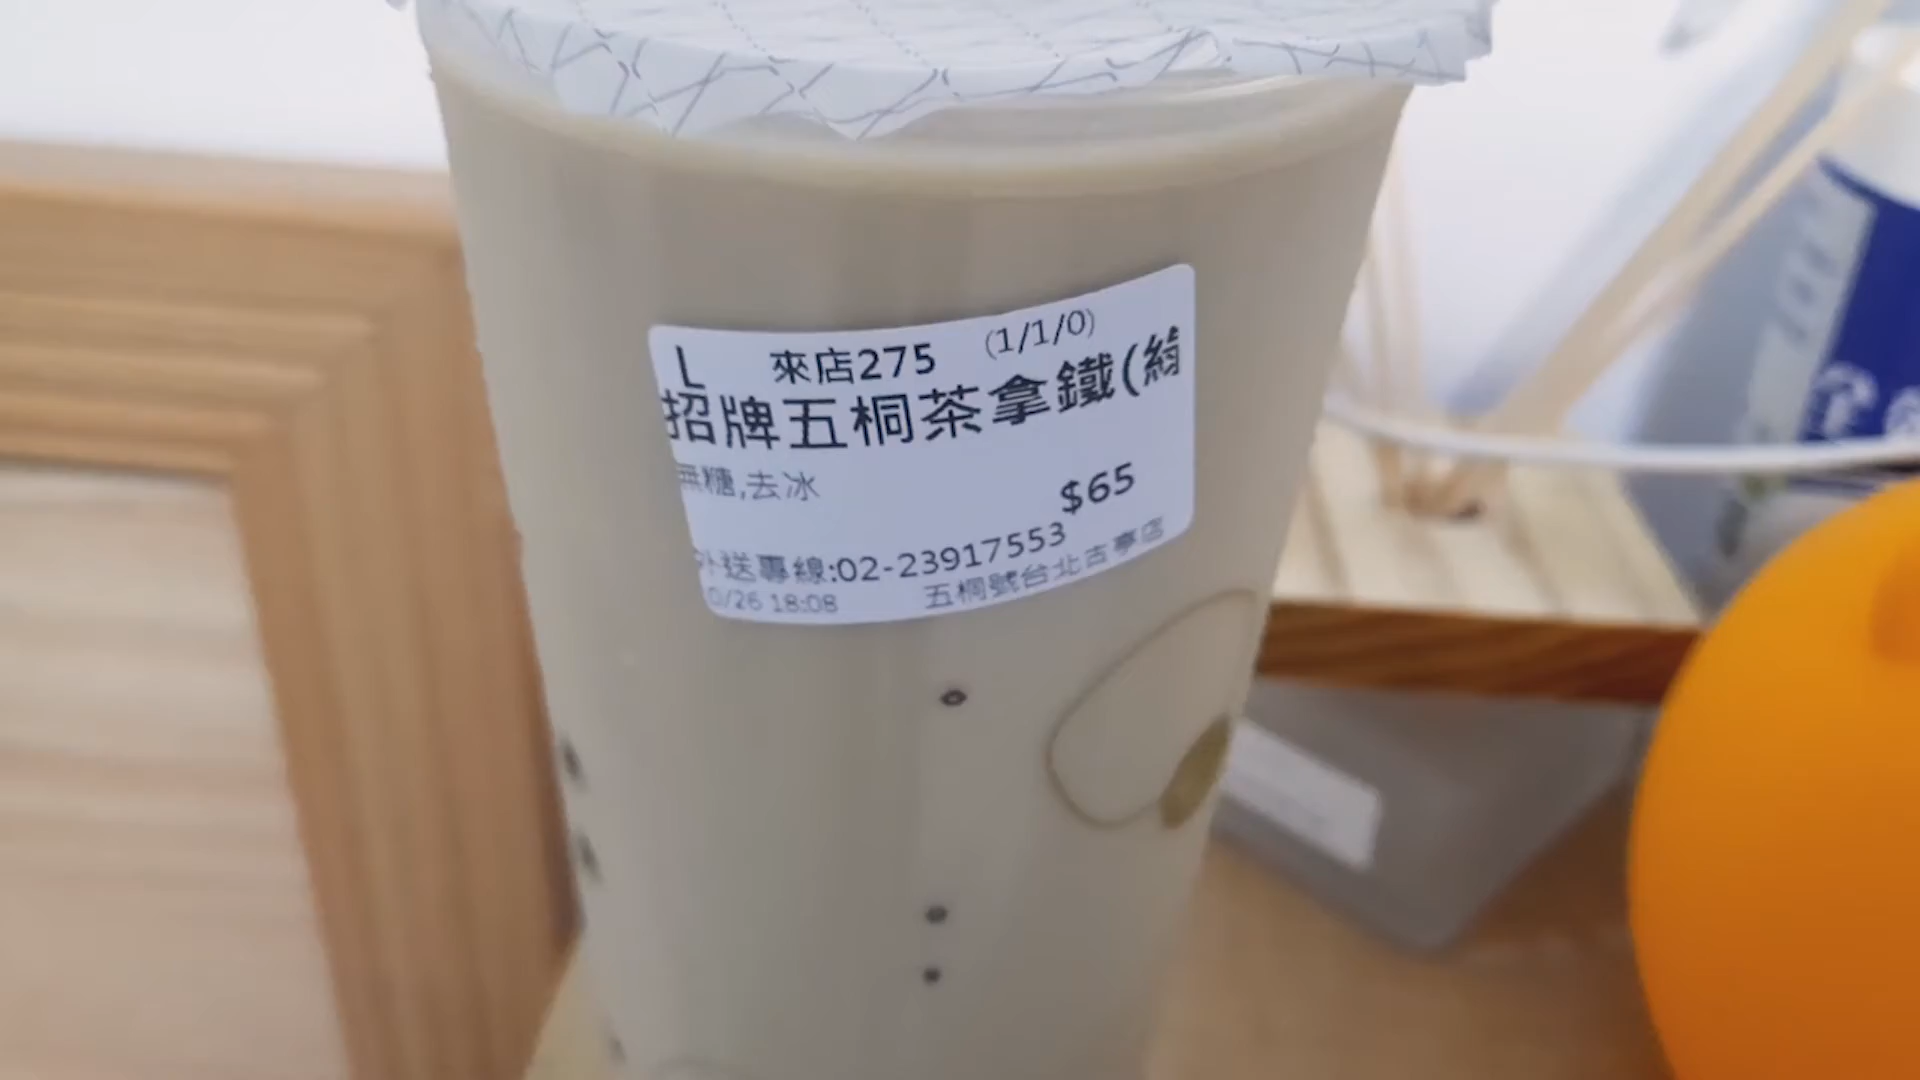 L 來店275 (1/1/0)
招牌五桐茶拿鐵(綺
無糖,去冰
$65
外送專線:02-23917553
0/26 18:08 五桐號台北古亭店